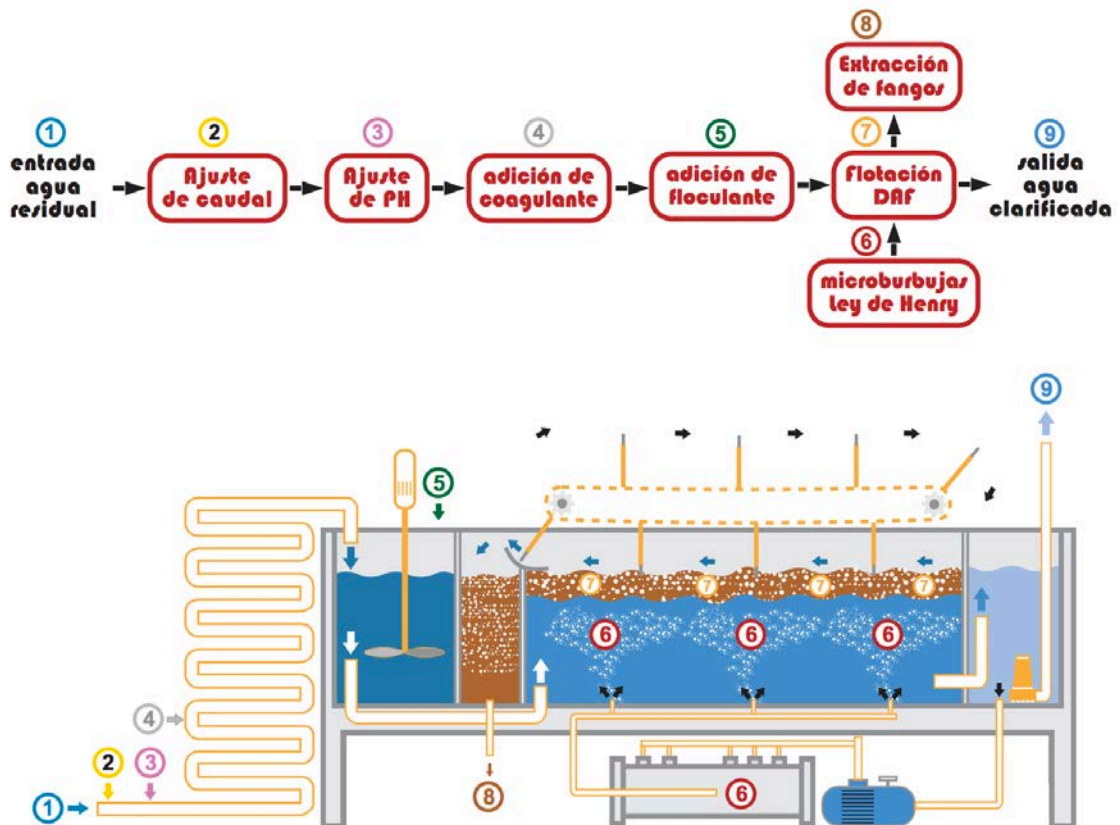 1
entrada
agua
residual
2
Ajuste
de caudal
3
Ajuste
de PH
4
adición de
coagulante
5
adición de
floculante
8
Extracción
de fangos
7
Flotación
DAF
6
microburbujas
Ley de Henry
9
salida
agua
clarificada
9
5
7
7
7
7
6
6
6
4
2
3
1
8
6